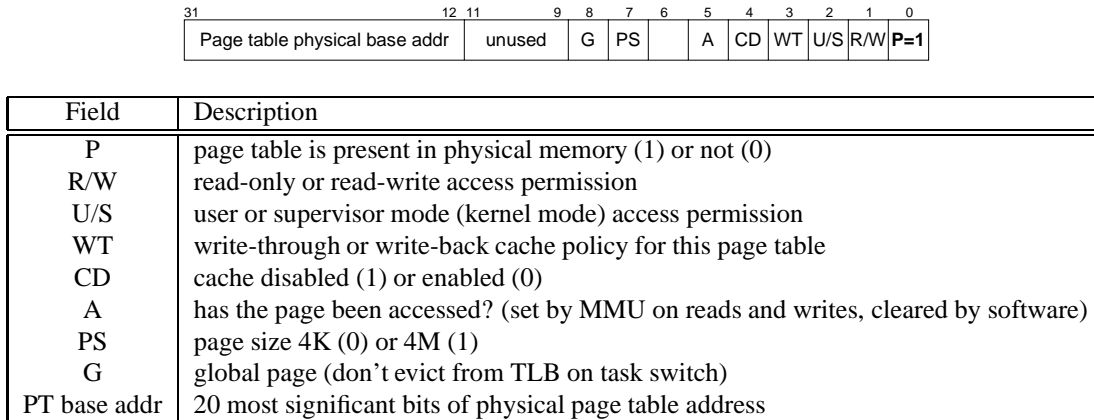 31 12 11 9 8 7 6 5 4 3 2 1 0
Page table physical base addr unused G PS A CD WT U/S R/W P=1
Field Description
P page table is present in physical memory (1) or not (0)
R/W read-only or read-write access permission
U/S user or supervisor mode (kernel mode) access permission
WT write-through or write-back cache policy for this page table
CD cache disabled (1) or enabled (0)
A has the page been accessed? (set by MMU on reads and writes, cleared by software)
PS page size 4K (0) or 4M (1)
G global page (don't evict from TLB on task switch)
PT base addr 20 most significant bits of physical page table address